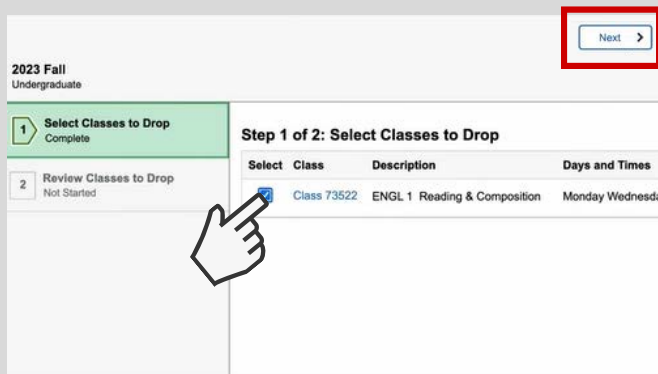 Next
2023 Fall
Undergraduate
1 Select Classes to Drop
Complete
2 Review Classes to Drop
Not Started
Step 1 of 2: Select Classes to Drop
Select Class Description Days and Times
Class 73522 ENGL 1 Reading & Composition Monday Wednesda